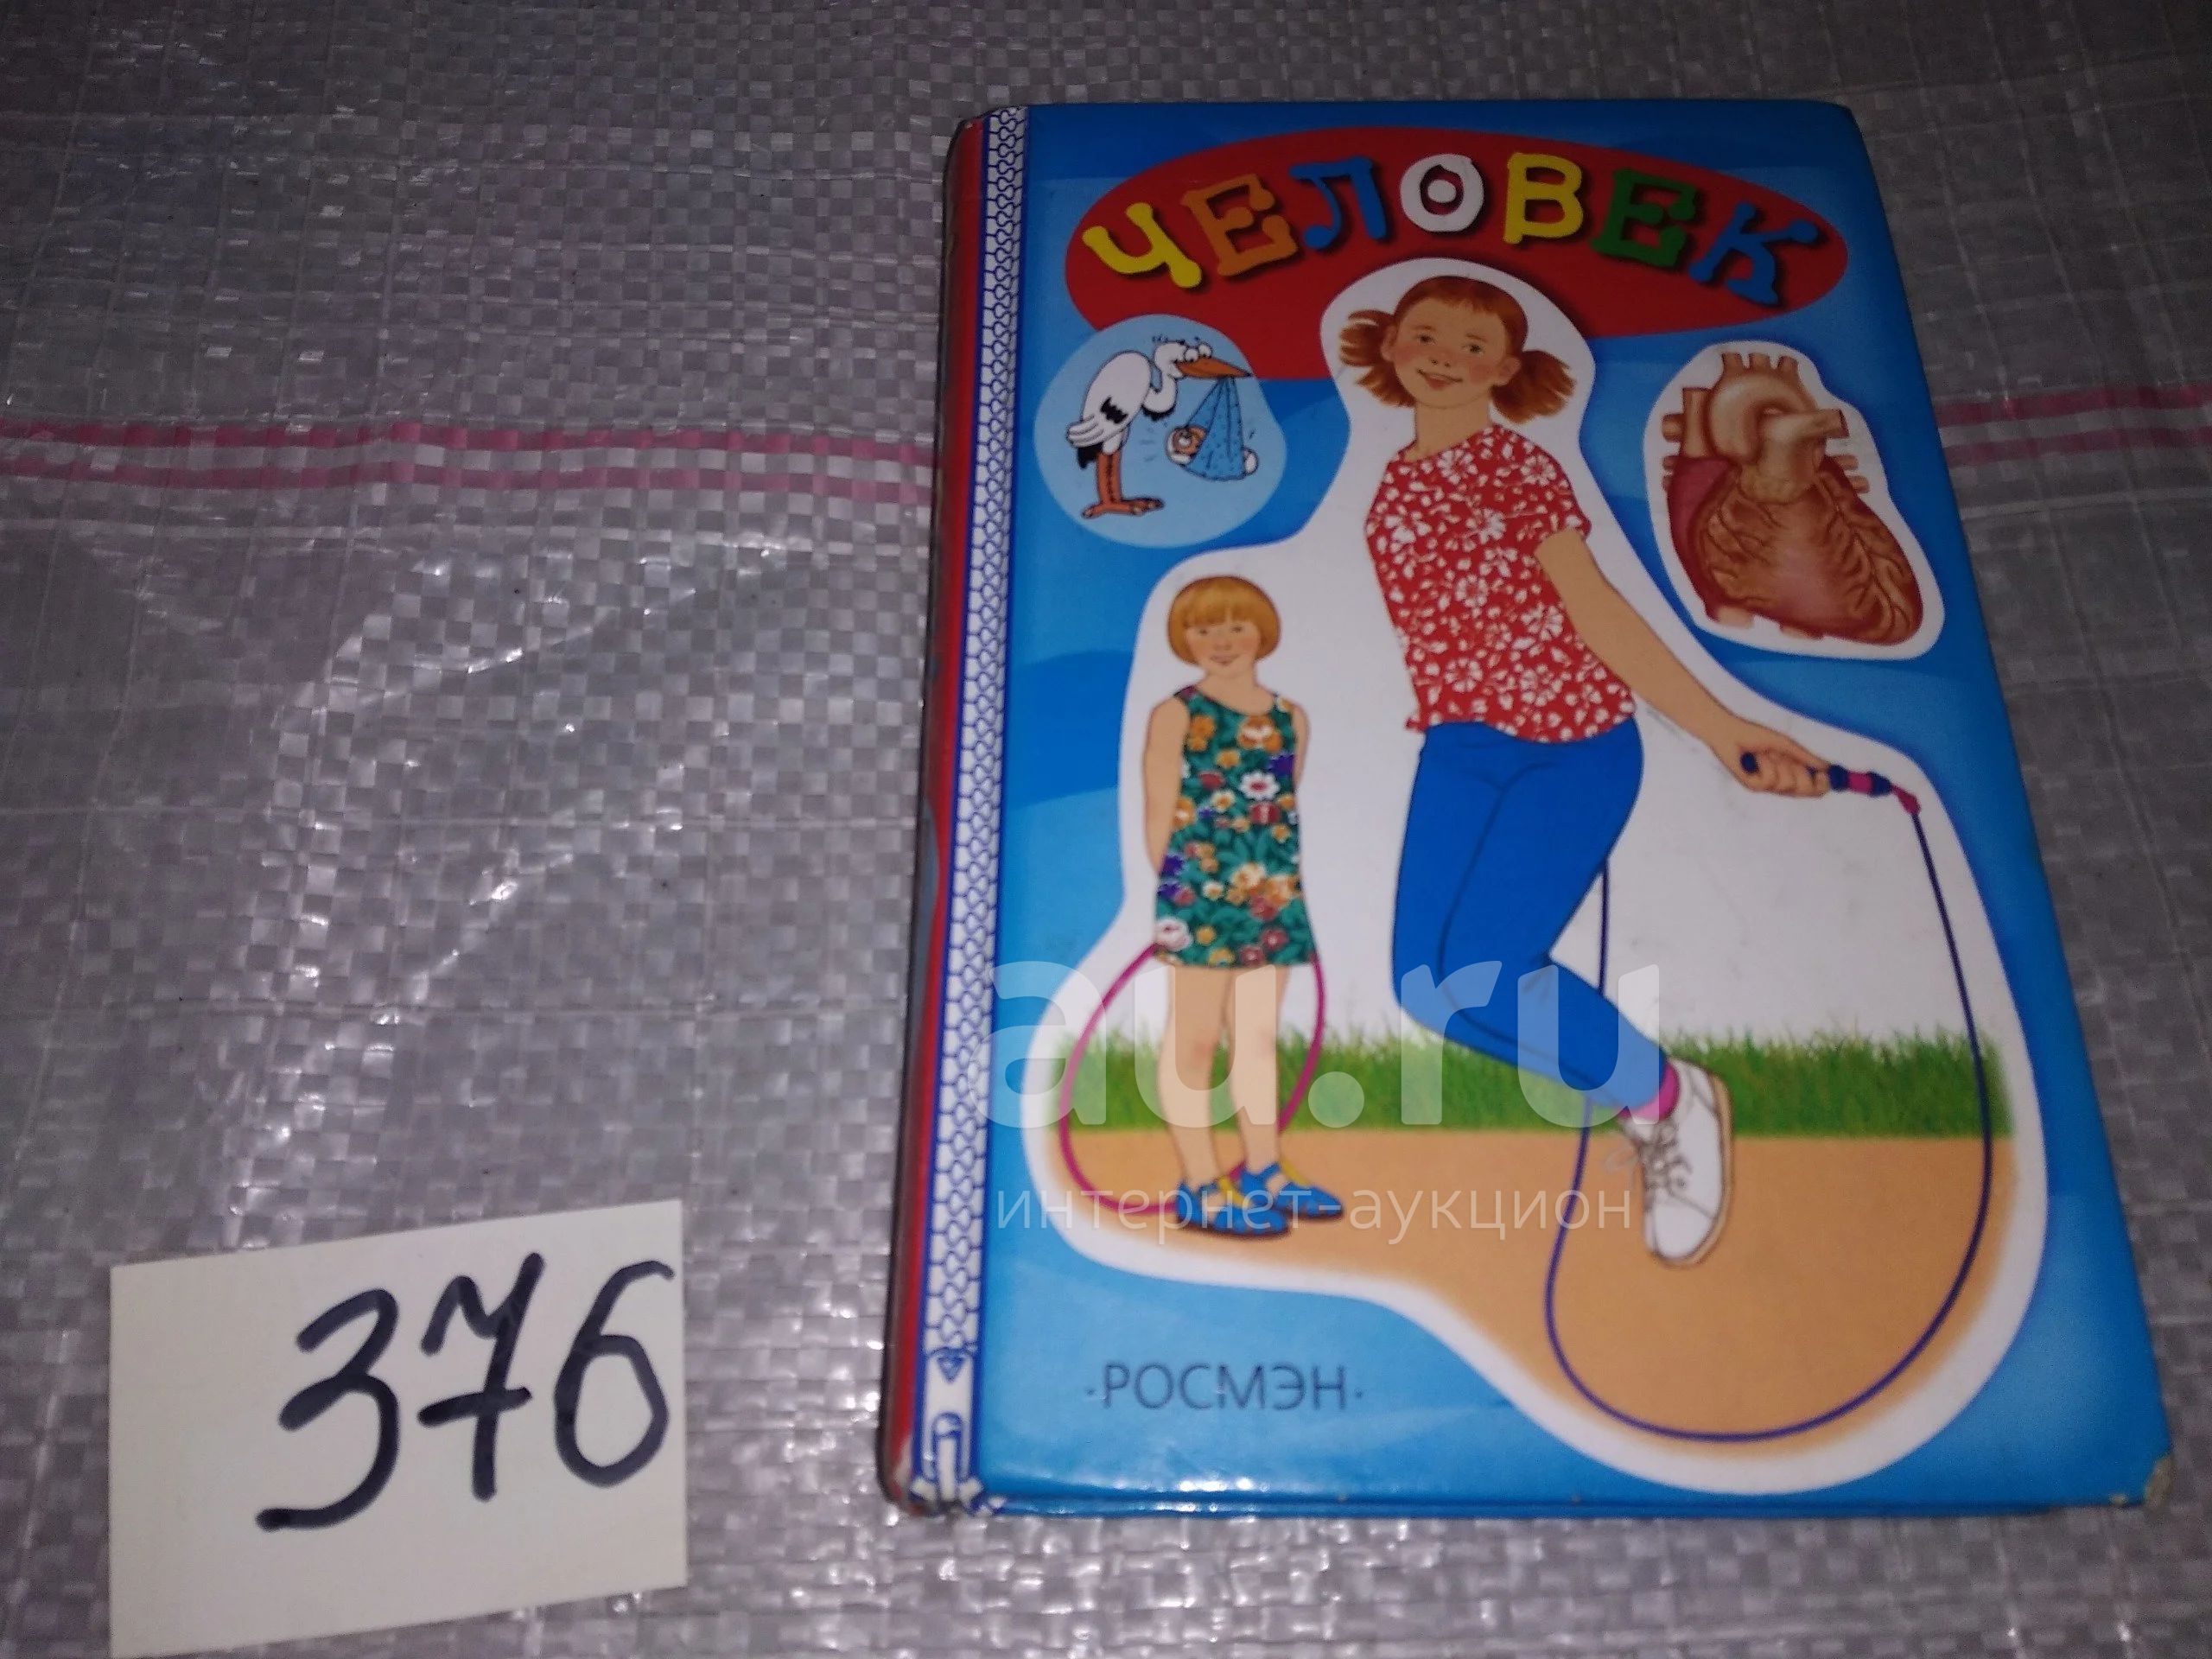 ЧЕЛОВЕК
au.ru
интернет-аукцион
·РОСМЭН·
376